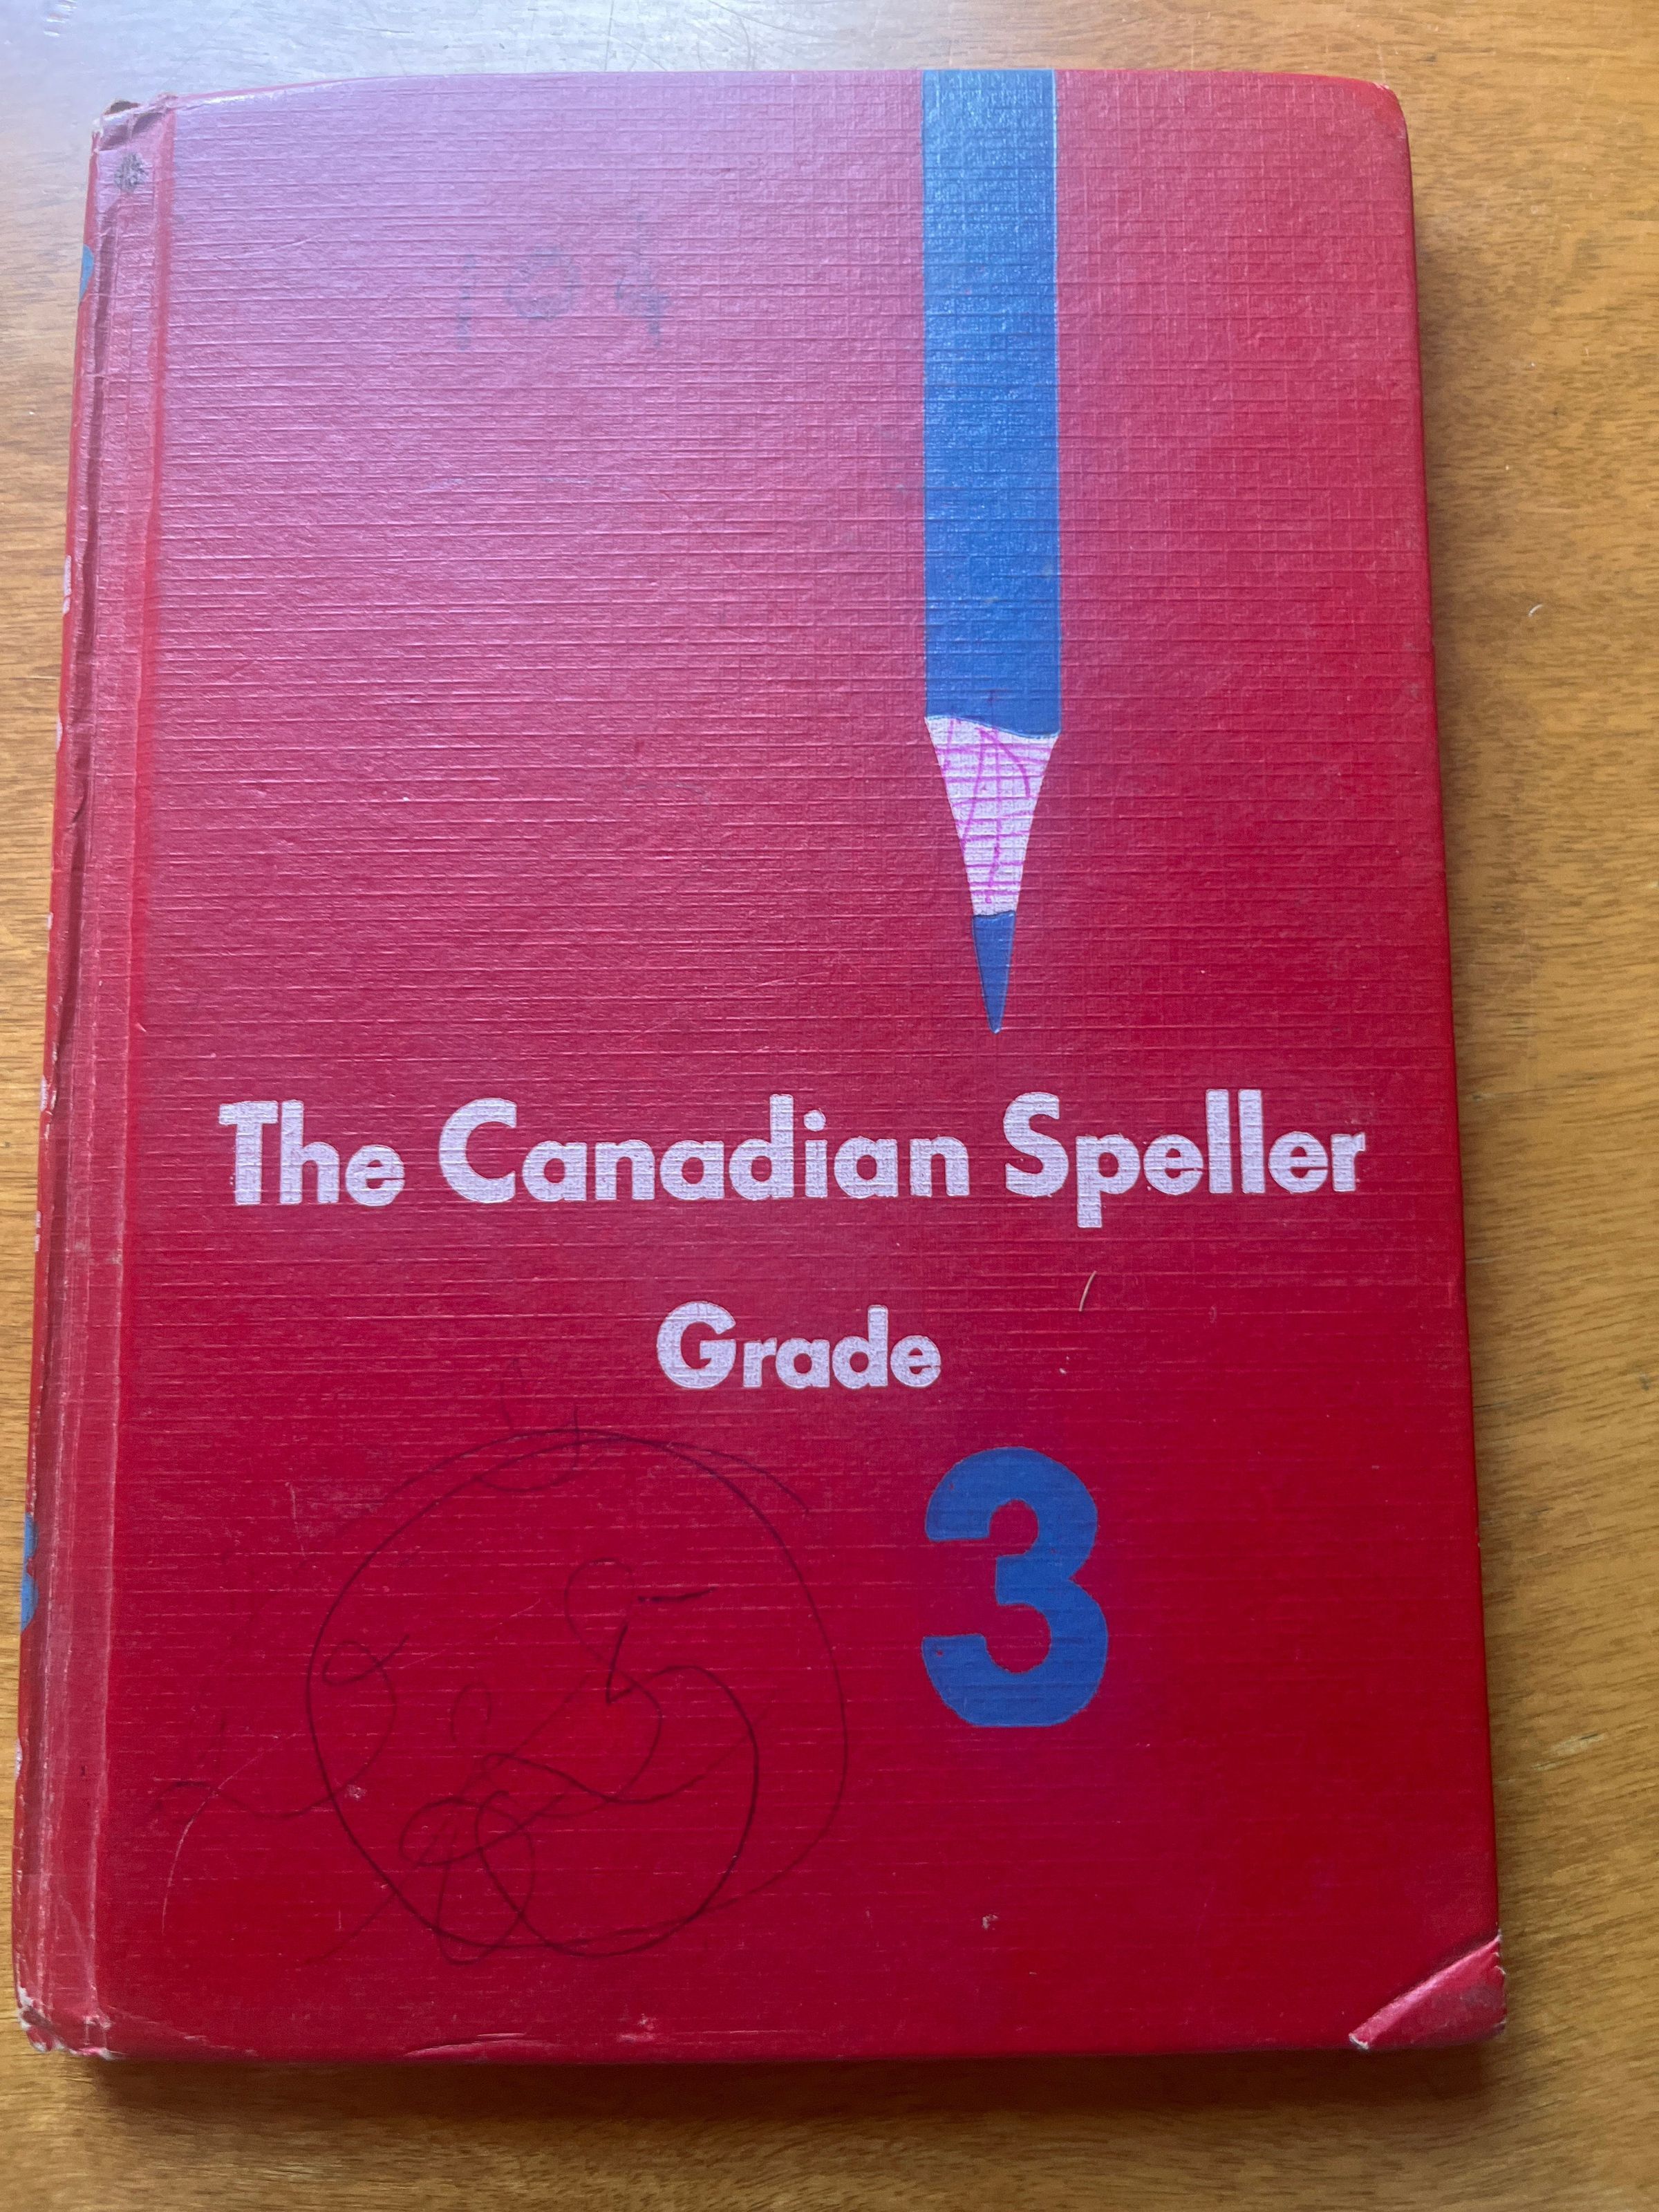 104
The Canadian Speller
Grade
3